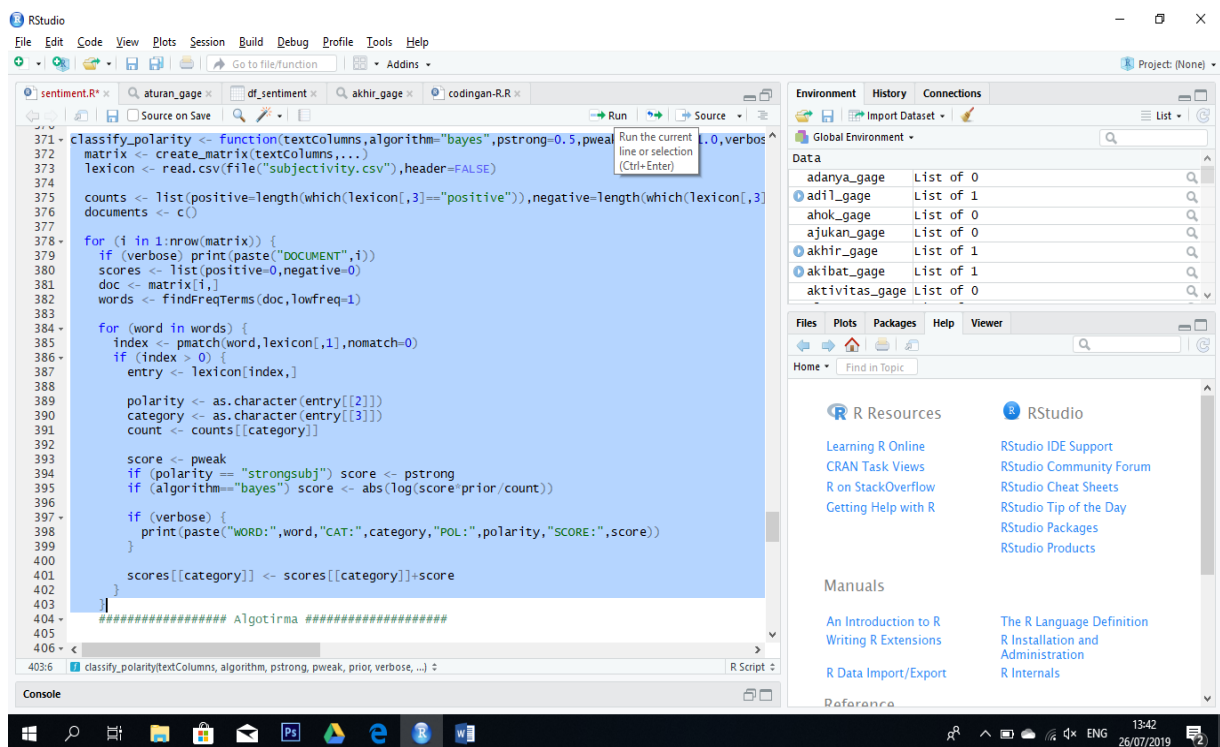 RStudio
File Edit Code View Plots Session Build Debug Profile Tools Help
Go to file/function Addins Project: (None)
sentiment.R* aturan_gage df_sentiment akhir_gage codingan-R.R
Source on Save Run Source
371 classify_polarity <- function(textColumns,algorithm="bayes",pstrong=0.5,pweak 1.0,verbos
372 matrix <- create_matrix(textColumns,...)
373 lexicon <- read.csv(file("subjectivity.csv"),header=FALSE)
374
375 counts <- list(positive=length(which(lexicon[,3]=="positive")),negative=length(which(lexicon[,3]
376 documents <- c()
377
378 for (i in 1:nrow(matrix)) {
379 if (verbose) print(paste("DOCUMENT",i))
380 scores <- list(positive=0,negative=0)
381 doc <- matrix[i,]
382 words <- findFreqTerms(doc,lowfreq=1)
383
384 for (word in words) {
385 index <- pmatch(word,lexicon[,1],nomatch=0)
386 if (index > 0) {
387 entry <- lexicon[index,]
388
389 polarity <- as.character(entry[[2]])
390 category <- as.character(entry[[3]])
391 count <- counts[[category]]
392
393 score <- pweak
394 if (polarity == "strongsubj") score <- pstrong
395 if (algorithm=="bayes") score <- abs(log(score*prior/count))
396
397 if (verbose) {
398 print(paste("WORD:",word,"CAT:",category,"POL:",polarity,"SCORE:",score))
399 }
400
401 scores[[category]] <- scores[[category]]+score
402 }
403 }
404 ################# Algotirma ####################
405
406
Run the current
line or selection
(Ctrl+Enter)
403:6 classify_polarity(textColumns, algorithm, pstrong, pweak, prior, verbose, ...) R Script
Console
Environment History Connections
Import Dataset List
Global Environment
Data
adanya_gage List of 0
adil_gage List of 1
ahok_gage List of 0
ajukan_gage List of 0
akhir_gage List of 1
akibat_gage List of 1
aktivitas_gage List of 0
Files Plots Packages Help Viewer
Home Find in Topic
R Resources
Learning R Online
CRAN Task Views
R on StackOverflow
Getting Help with R
RStudio
RStudio IDE Support
RStudio Community Forum
RStudio Cheat Sheets
RStudio Tip of the Day
RStudio Packages
RStudio Products
Manuals
An Introduction to R
Writing R Extensions
R Data Import/Export
The R Language Definition
R Installation and
Administration
R Internals
Reference
ENG 13:42
26/07/2019